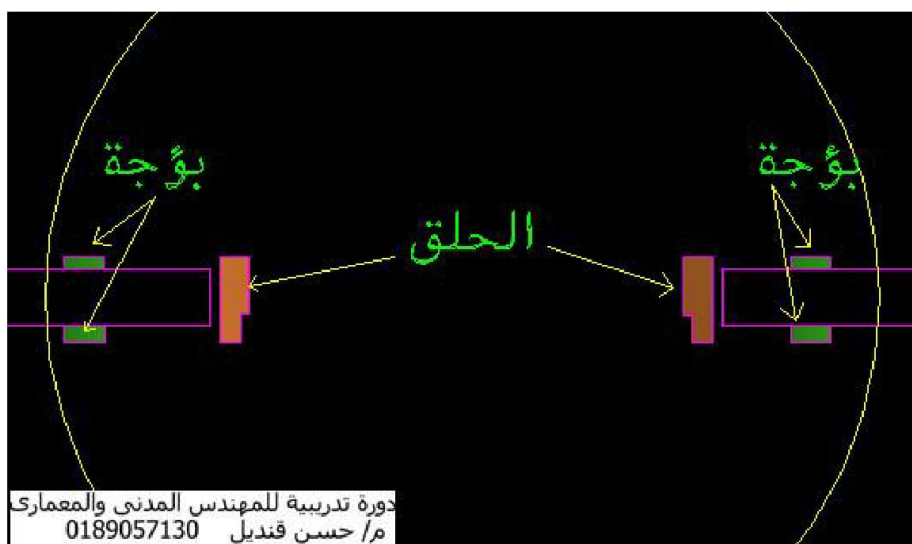 بؤجة
بؤجة
الحلق
دورة تدريبية للمهندس المدنى والمعمارى
م/ حسن قنديل 0189057130